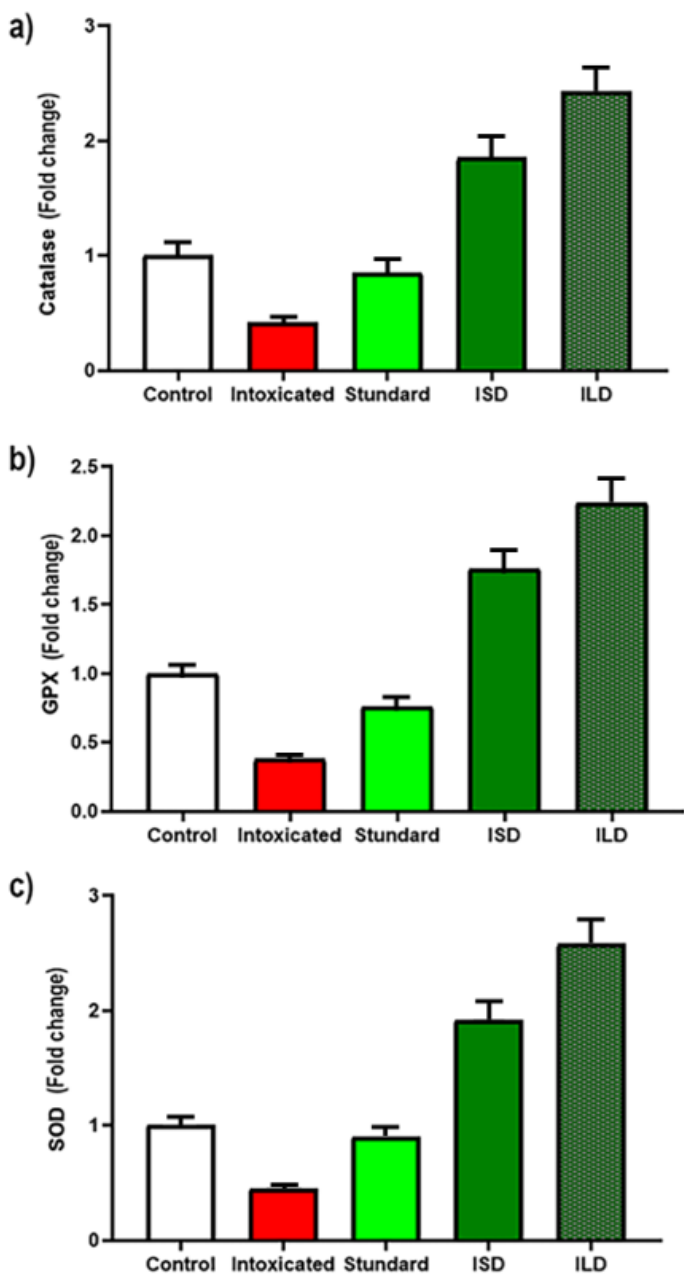 a)
Catalase (Fold change)
3
2
1
0
Control Intoxicated Stundard ISD ILD
b)
GPX (Fold change)
2.5
2.0
1.5
1.0
0.5
0.0
Control Intoxicated Stundard ISD ILD
c)
SOD (Fold change)
3
2
1
0
Control Intoxicated Stundard ISD ILD